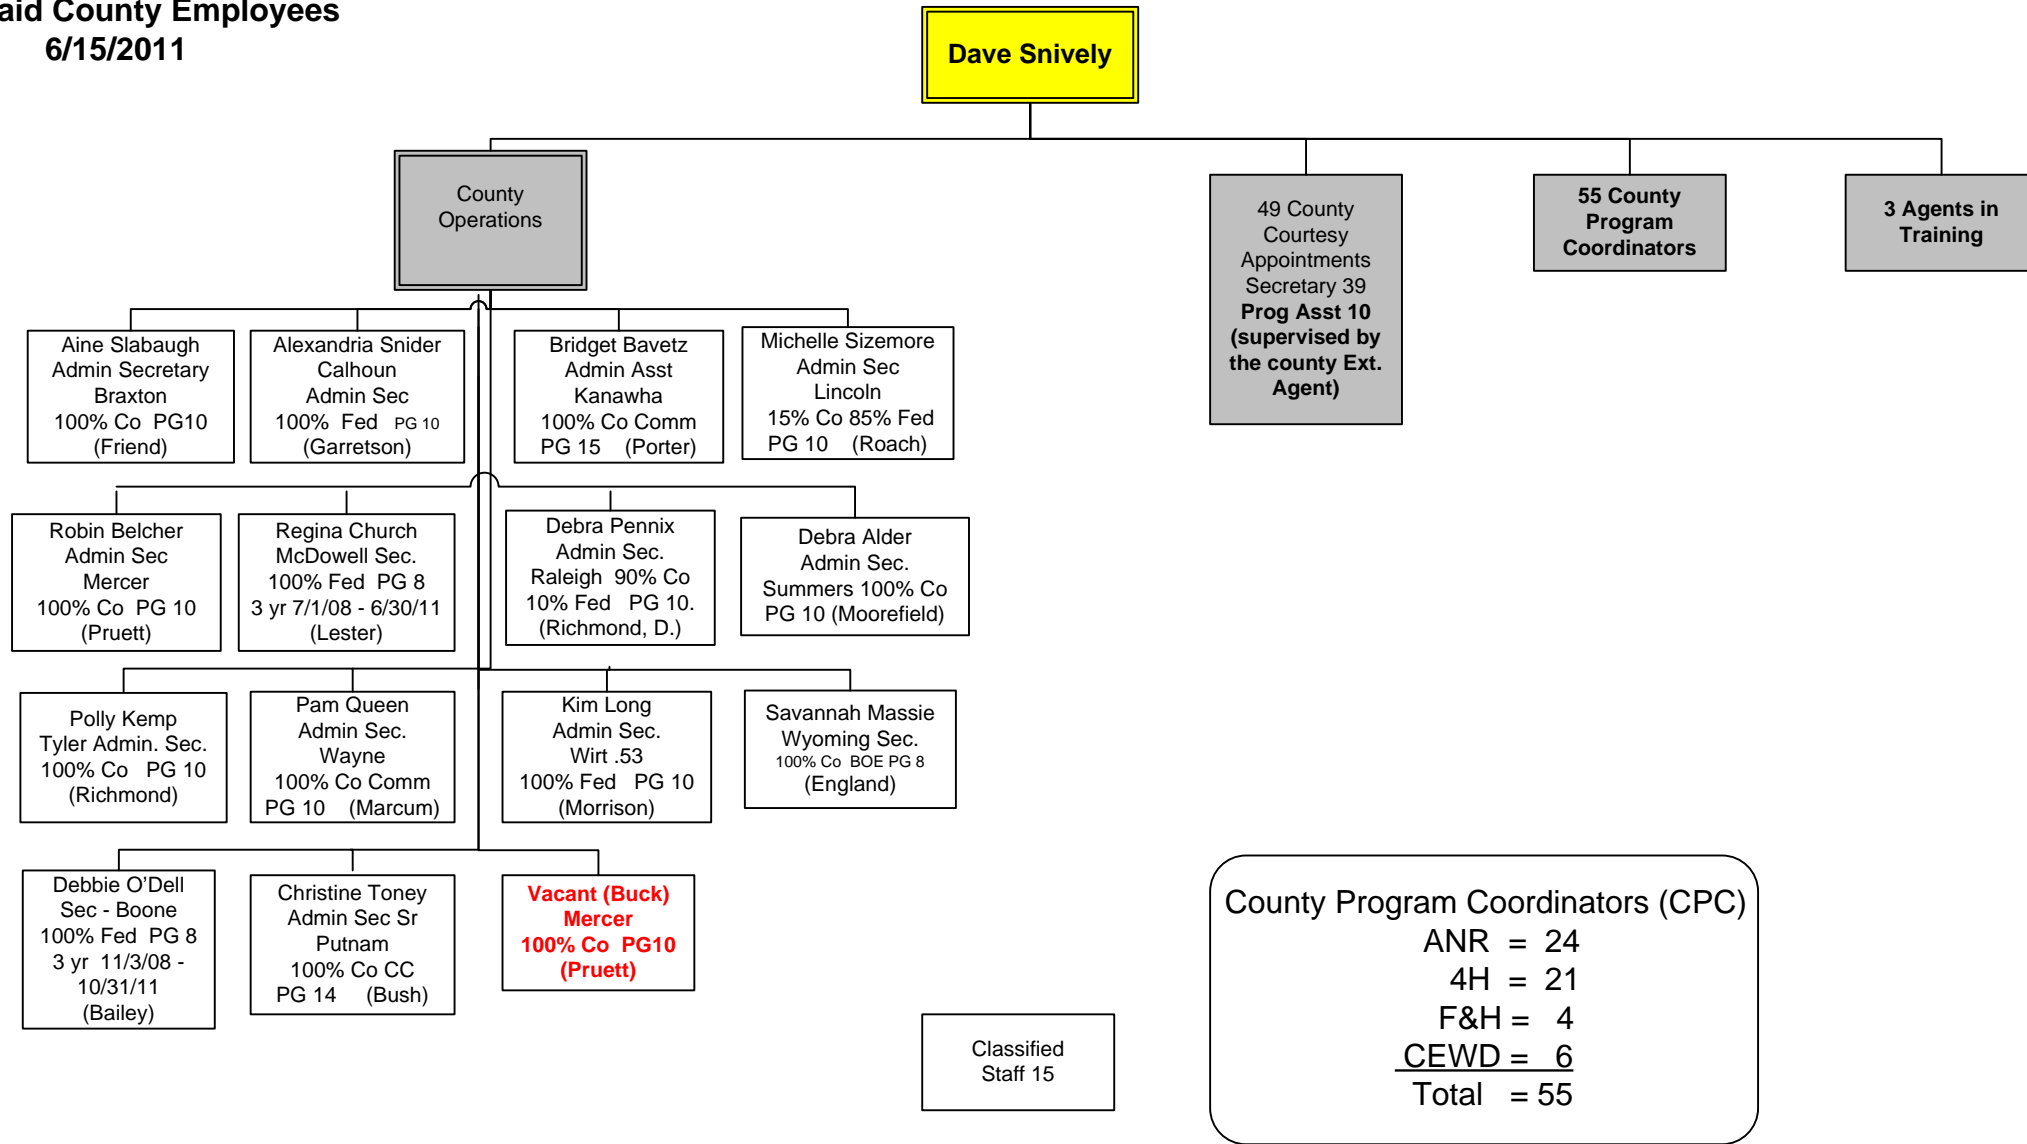 aid County Employees
6/15/2011
Dave Snively
County
Operations
49 County
Courtesy
Appointments
Secretary 39
Prog Asst 10
(supervised by
the county Ext.
Agent)
55 County
Program
Coordinators
3 Agents in
Training
Aine Slabaugh
Admin Secretary
Braxton
100% Co PG10
(Friend)
Alexandria Snider
Calhoun
Admin Sec
100% Fed PG 10
(Garretson)
Bridget Bavetz
Admin Asst
Kanawha
100% Co Comm
PG 15 (Porter)
Michelle Sizemore
Admin Sec
Lincoln
15% Co 85% Fed
PG 10 (Roach)
Robin Belcher
Admin Sec
Mercer
100% Co PG 10
(Pruett)
Regina Church
McDowell Sec.
100% Fed PG 8
3 yr 7/1/08 - 6/30/11
(Lester)
Debra Pennix
Admin Sec.
Raleigh 90% Co
10% Fed PG 10.
(Richmond, D.)
Debra Alder
Admin Sec.
Summers 100% Co
PG 10 (Moorefield)
Polly Kemp
Tyler Admin. Sec.
100% Co PG 10
(Richmond)
Pam Queen
Admin Sec.
Wayne
100% Co Comm
PG 10 (Marcum)
Kim Long
Admin Sec.
Wirt .53
100% Fed PG 10
(Morrison)
Savannah Massie
Wyoming Sec.
100% Co BOE PG 8
(England)
Debbie O’Dell
Sec - Boone
100% Fed PG 8
3 yr 11/3/08 -
10/31/11
(Bailey)
Christine Toney
Admin Sec Sr
Putnam
100% Co CC
PG 14 (Bush)
Vacant (Buck)
Mercer
100% Co PG10
(Pruett)
Classified
Staff 15
County Program Coordinators (CPC)
ANR = 24
4H = 21
F&H = 4
CEWD = 6
Total = 55